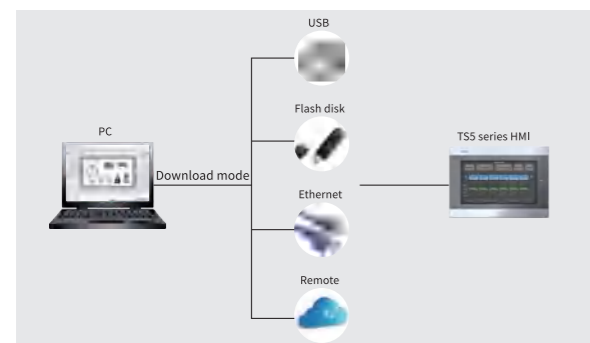 USB
Flash disk
PC
TS5 series HMI
Download mode
Ethernet
Remote